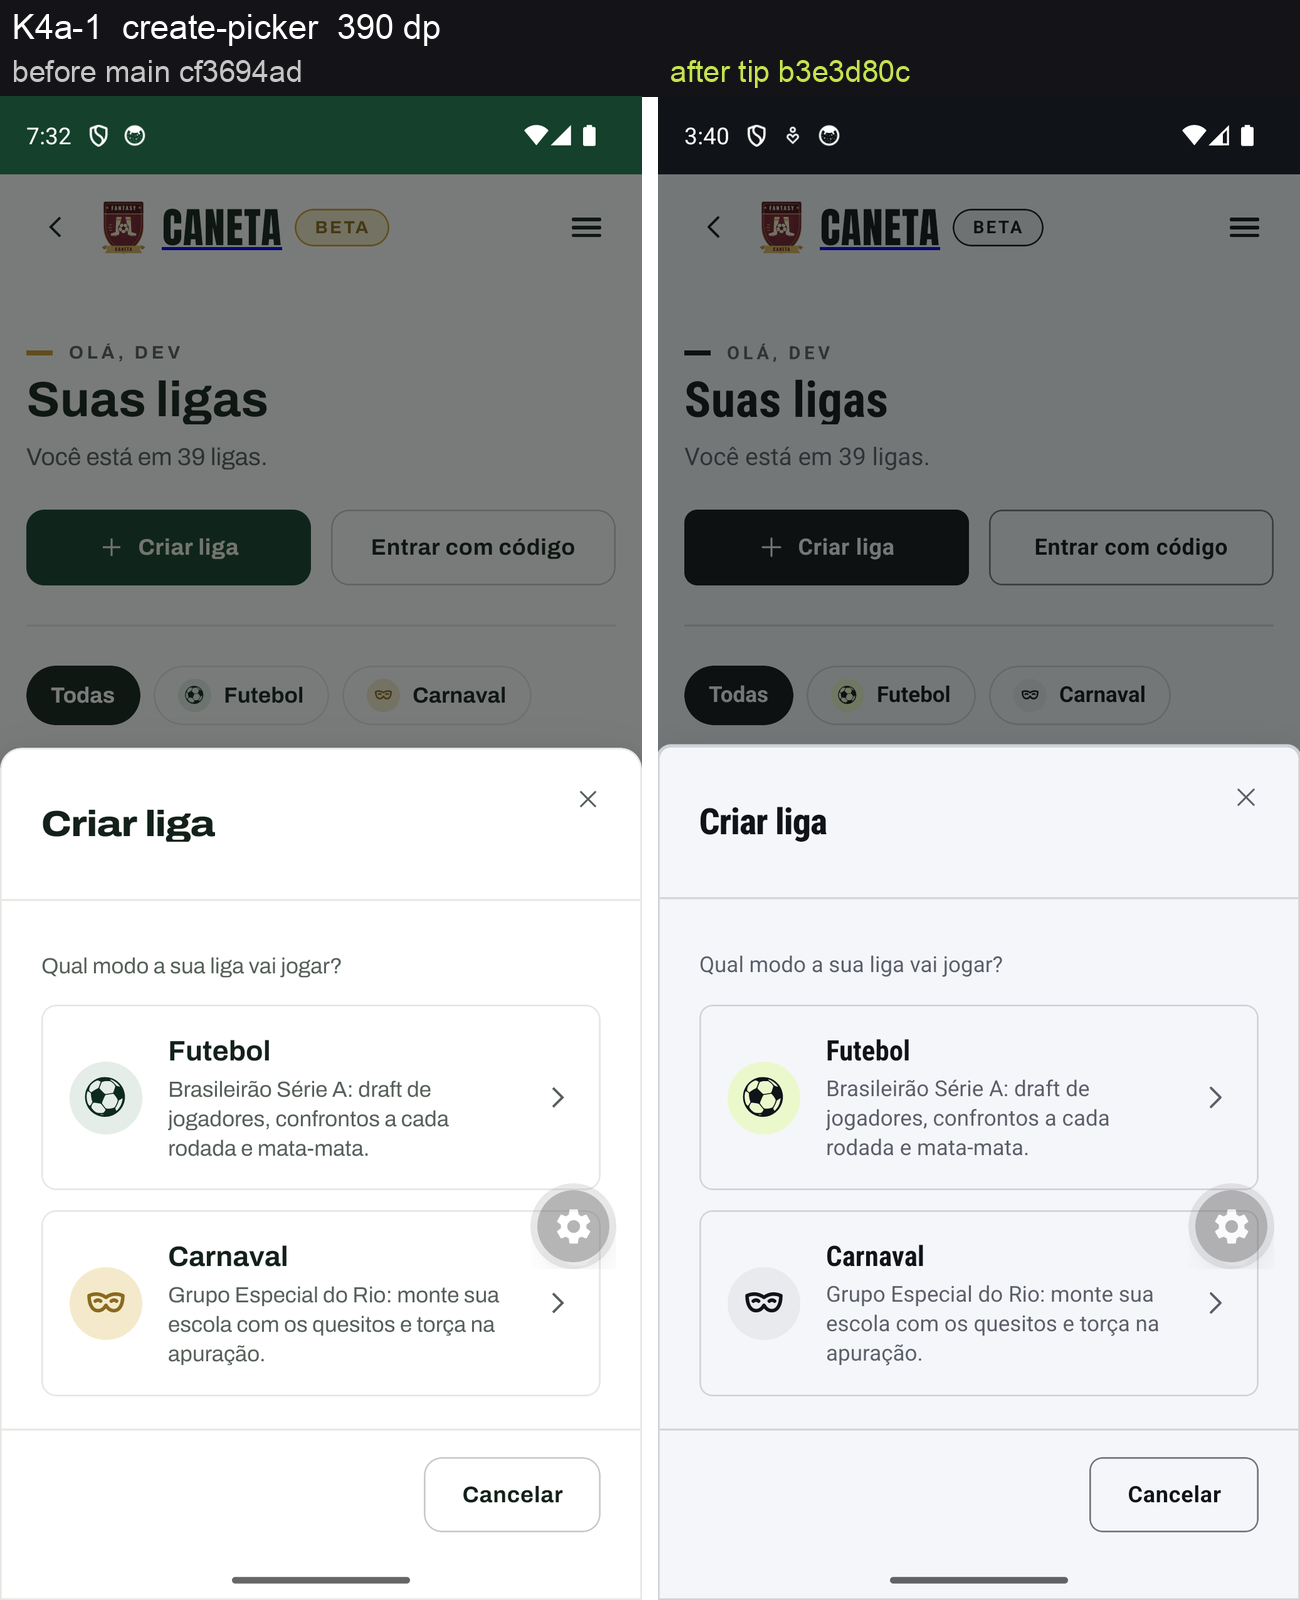 K4a-1 create-picker 390 dp
before main cf3694ad
after tip b3e3d80c
7:32
FANTASY
CANETA
CANETA
BETA
OLÁ, DEV
Suas ligas
Você está em 39 ligas.
Criar liga
Entrar com código
Todas
Futebol
Carnaval
Criar liga
Qual modo a sua liga vai jogar?
Futebol
Brasileirão Série A: draft de
jogadores, confrontos a cada
rodada e mata-mata.
Carnaval
Grupo Especial do Rio: monte sua
escola com os quesitos e torça na
apuração.
Cancelar
3:40
FANTASY
CANETA
CANETA
BETA
OLÁ, DEV
Suas ligas
Você está em 39 ligas.
Criar liga
Entrar com código
Todas
Futebol
Carnaval
Criar liga
Qual modo a sua liga vai jogar?
Futebol
Brasileirão Série A: draft de
jogadores, confrontos a cada
rodada e mata-mata.
Carnaval
Grupo Especial do Rio: monte sua
escola com os quesitos e torça na
apuração.
Cancelar